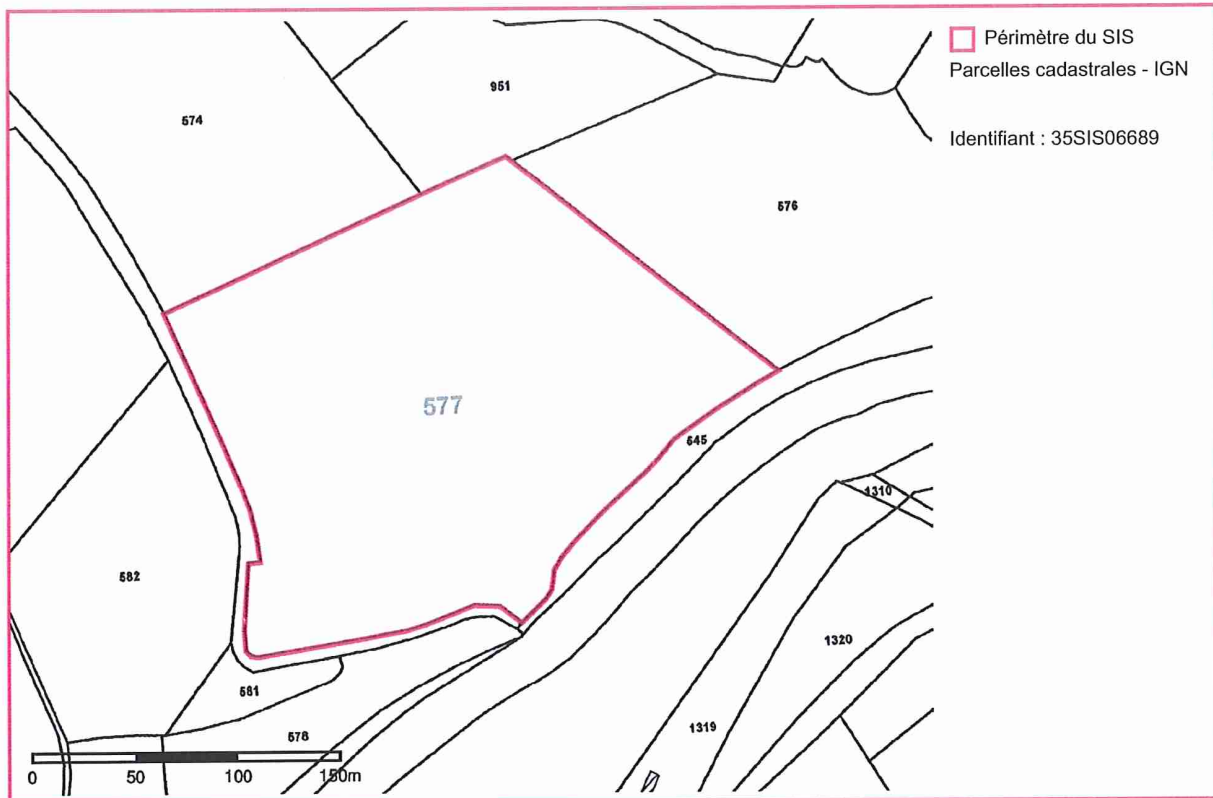 Périmètre du SIS
Parcelles cadastrales - IGN
Identifiant : 35SIS06689
951
574
576
577
645
1310
582
1320
581
1319
578
0 50 100 150m